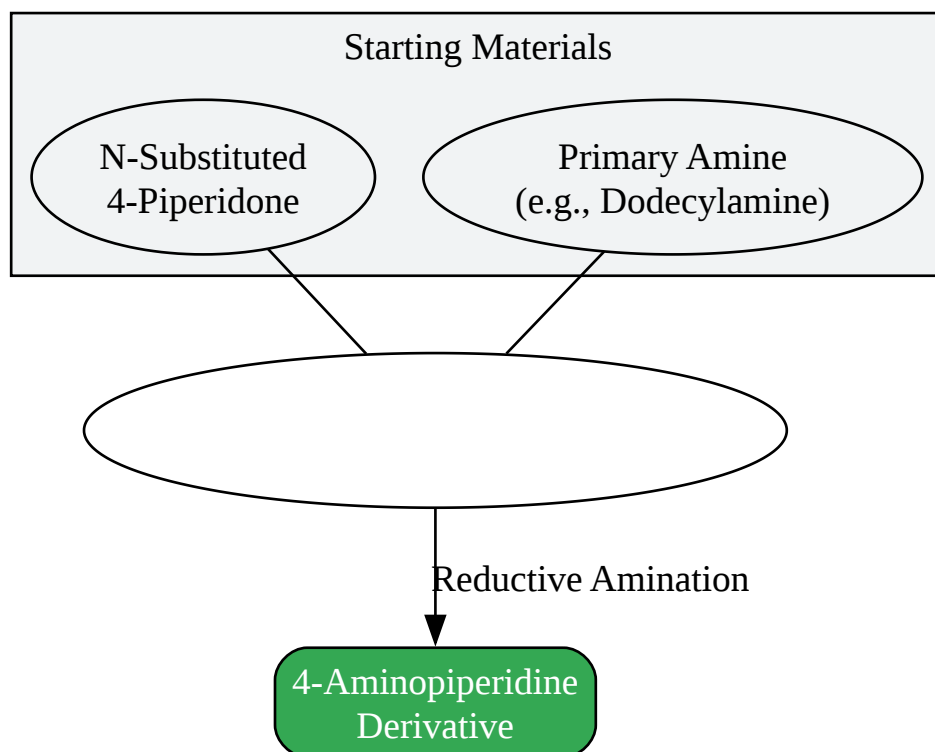 Starting Materials
N-Substituted
4-Piperidone
Primary Amine
(e.g., Dodecylamine)
Reductive Amination
4-Aminopiperidine
Derivative